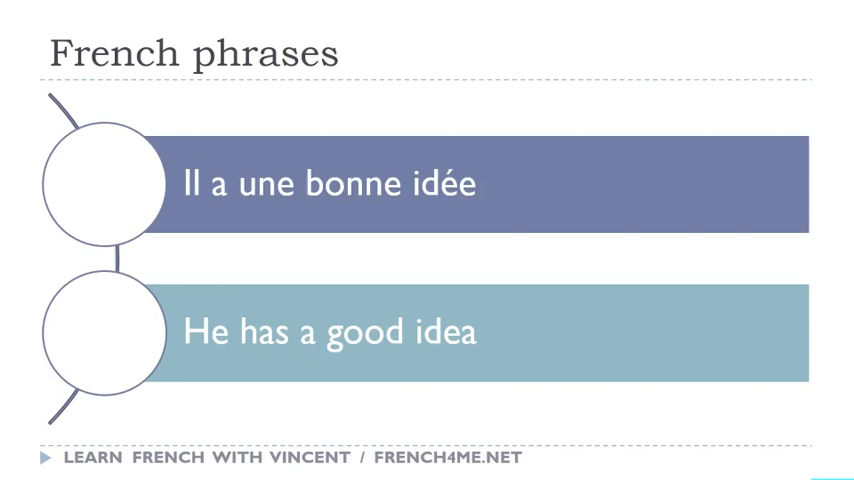 French phrases
Il a une bonne idée
He has a good idea
LEARN FRENCH WITH VINCENT / FRENCH4ME.NET